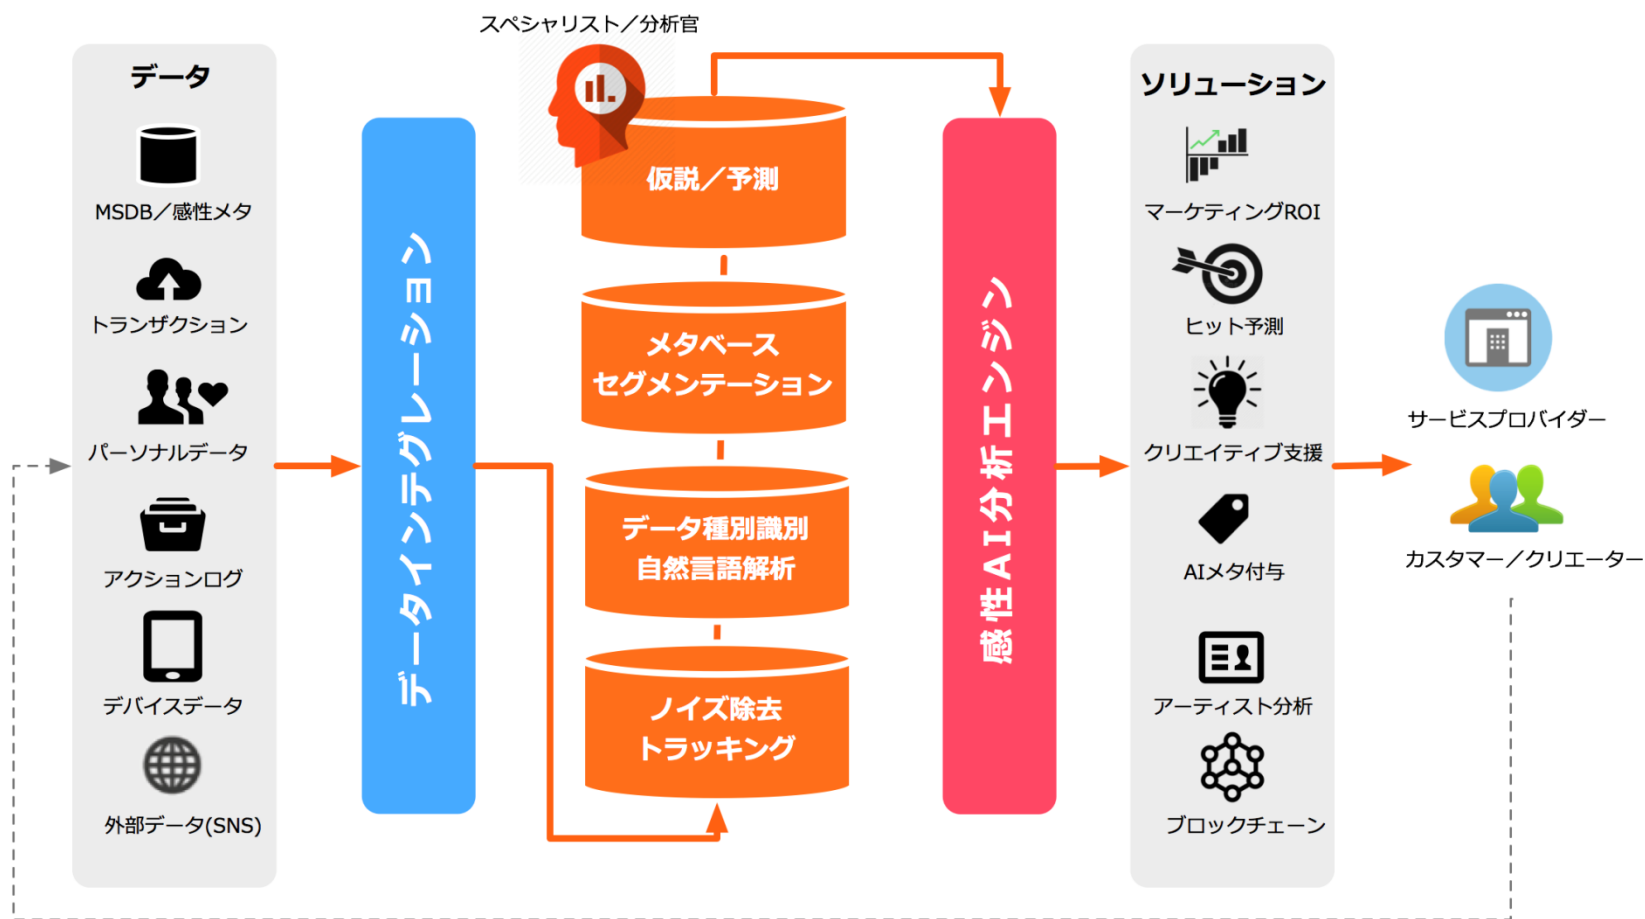 スペシャリスト／分析官
データ
MSDB／感性メタ
トランザクション
パーソナルデータ
アクションログ
デバイスデータ
外部データ(SNS)
データインテグレーション
仮説／予測
メタベース
セグメンテーション
データ種別識別
自然言語解析
ノイズ除去
トラッキング
感性AI分析エンジン
ソリューション
マーケティングROI
ヒット予測
クリエイティブ支援
AIメタ付与
アーティスト分析
ブロックチェーン
サービスプロバイダー
カスタマー／クリエーター